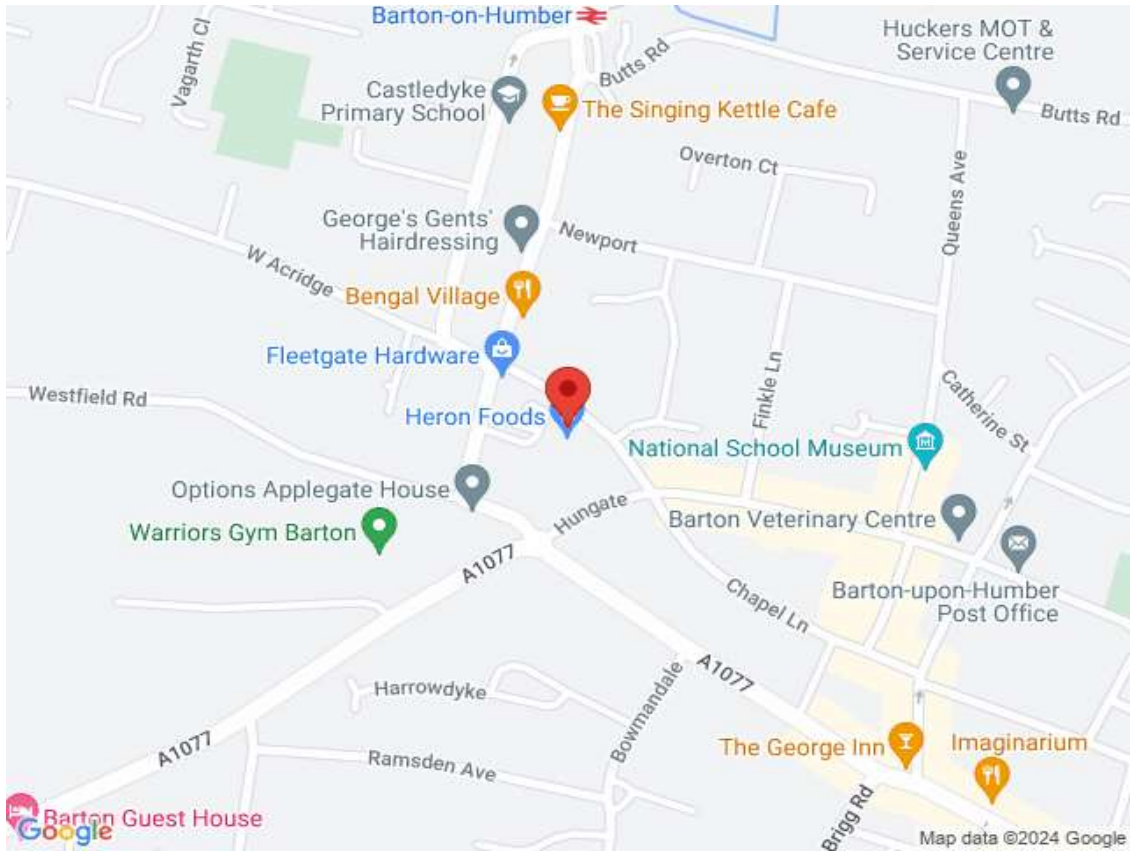 Barton-on-Humber
Vagarth Cl
Castledyke
Primary School
Butts Rd
Huckers MOT &
Service Centre
Butts Rd
The Singing Kettle Cafe
Overton Ct
Queens Ave
George's Gents'
Hairdressing
Newport
W Acridge
Bengal Village
Fleetgate Hardware
Westfield Rd
Heron Foods
Finkle Ln
Catherine St
National School Museum
Options Applegate House
Hungate
Warriors Gym Barton
Barton Veterinary Centre
A1077
Barton-upon-Humber
Post Office
Chapel Ln
A1077
Harrowdyke
Bowmandale
The George Inn
Imaginarium
A1077
Ramsden Ave
Brigg Rd
Barton Guest House
Google
Map data ©2024 Google